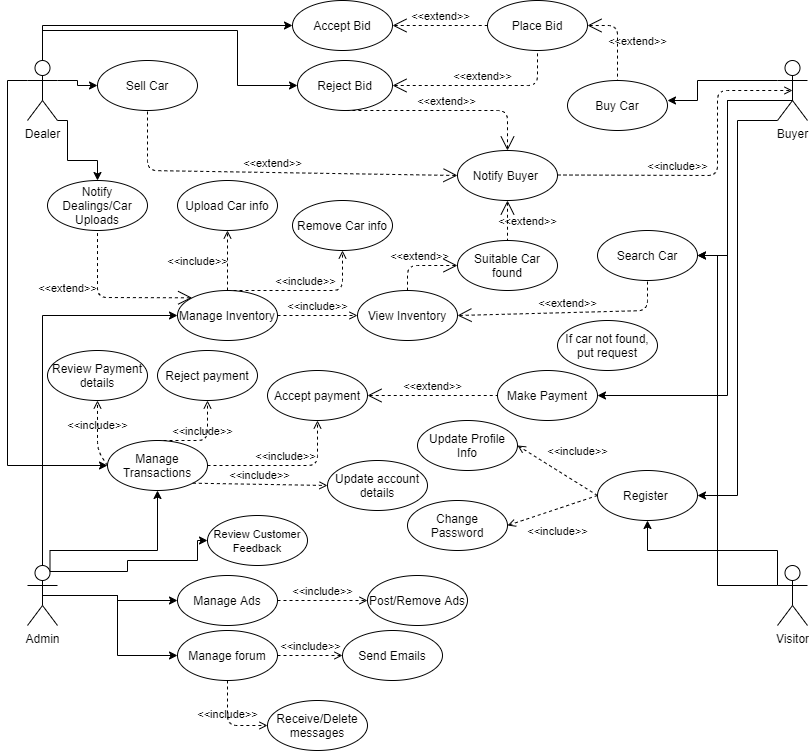 Accept Bid
<<extend>>
Place Bid
<<extend>>
Sell Car
Reject Bid
<<extend>>
<<extend>>
Buy Car
Dealer
Buyer
<<extend>>
Notify Buyer
<<include>>
Notify
Dealings/Car
Uploads
Upload Car info
Remove Car info
<<extend>>
<<include>>
<<extend>>
Suitable Car
found
Search Car
<<extend>>
<<include>>
Manage Inventory
<<include>>
View Inventory
<<extend>>
If car not found,
put request
Review Payment
details
Reject payment
Accept payment
<<extend>>
Make Payment
<<include>>
<<include>>
Manage
Transactions
<<include>>
<<include>>
Update account
details
Update Profile
Info
<<include>>
Register
Change
Password
<<include>>
Review Customer
Feedback
Admin
Manage Ads
<<include>>
Post/Remove Ads
Visitor
Manage forum
<<include>>
Send Emails
<<include>>
Receive/Delete
messages